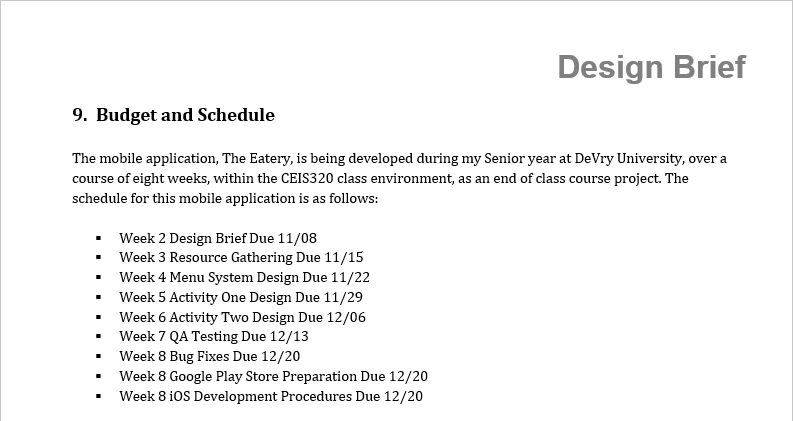 Design Brief
9. Budget and Schedule
The mobile application, The Eatery, is being developed during my Senior year at DeVry University, over a
course of eight weeks, within the CEIS320 class environment, as an end of class course project. The
schedule for this mobile application is as follows:
▪ Week 2 Design Brief Due 11/08
▪ Week 3 Resource Gathering Due 11/15
▪ Week 4 Menu System Design Due 11/22
▪ Week 5 Activity One Design Due 11/29
▪ Week 6 Activity Two Design Due 12/06
▪ Week 7 QA Testing Due 12/13
▪ Week 8 Bug Fixes Due 12/20
▪ Week 8 Google Play Store Preparation Due 12/20
▪ Week 8 iOS Development Procedures Due 12/20